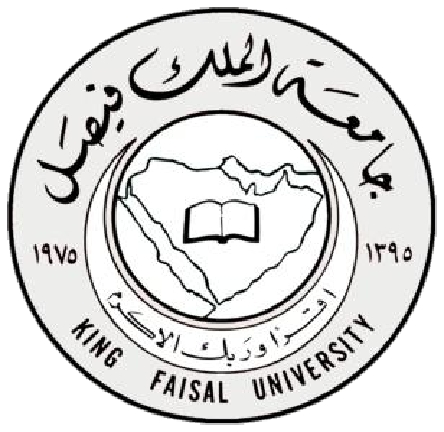 جامعة الملك فيصل
١٩٧٥
١٣٩٥
اقرأ وربك الأكرم
KING FAISAL UNIVERSITY